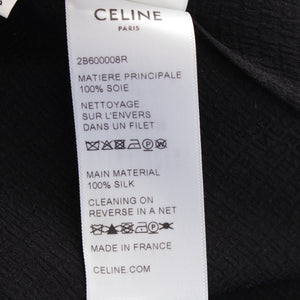 CELINE
PARIS
2B600008R
MATIERE PRINCIPALE
100% SOIE
NETTOYAGE
SUR L'ENVERS
DANS UN FILET
MAIN MATERIAL
100% SILK
CLEANING ON
REVERSE IN A NET
MADE IN FRANCE
CELINE.COM